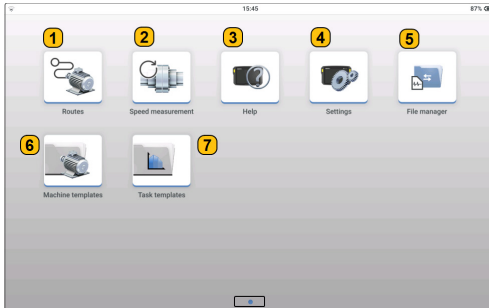 15:45
87%
1
2
3
4
5
Routes
Speed measurement
Help
Settings
File manager
6
7
Machine templates
Task templates